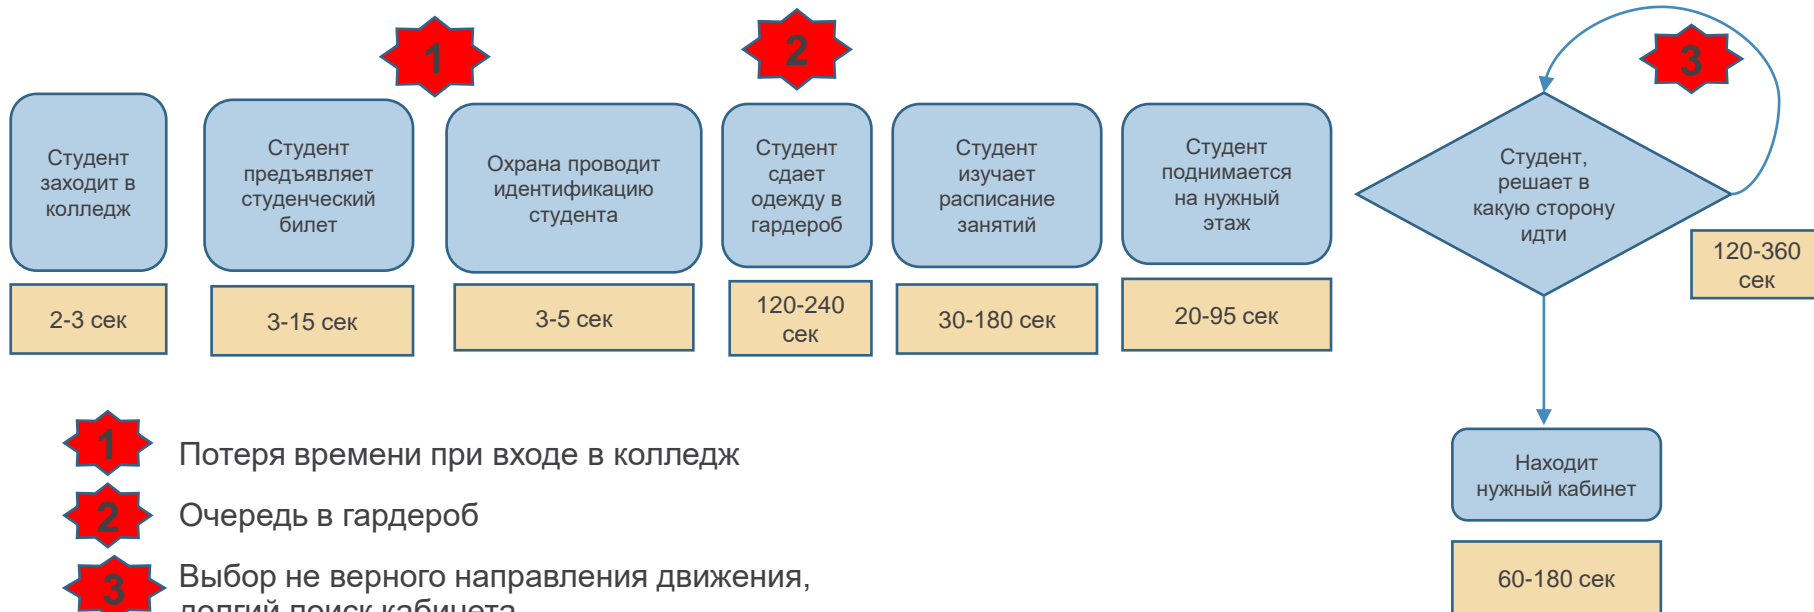 1
2
3
Студент
заходит в
колледж
Студент
предъявляет
студенческий
билет
Охрана проводит
идентификацию
студента
Студент
сдает
одежду в
гардероб
Студент
изучает
расписание
занятий
Студент
поднимается
на нужный
этаж
Студент,
решает в
какую сторону
идти
2-3 сек
3-15 сек
3-5 сек
120-240
сек
30-180 сек
20-95 сек
120-360
сек
Находит
нужный кабинет
60-180 сек
1
Потеря времени при входе в колледж
2
Очередь в гардероб
3
Выбор не верного направления движения,
долгий поиск кабинета